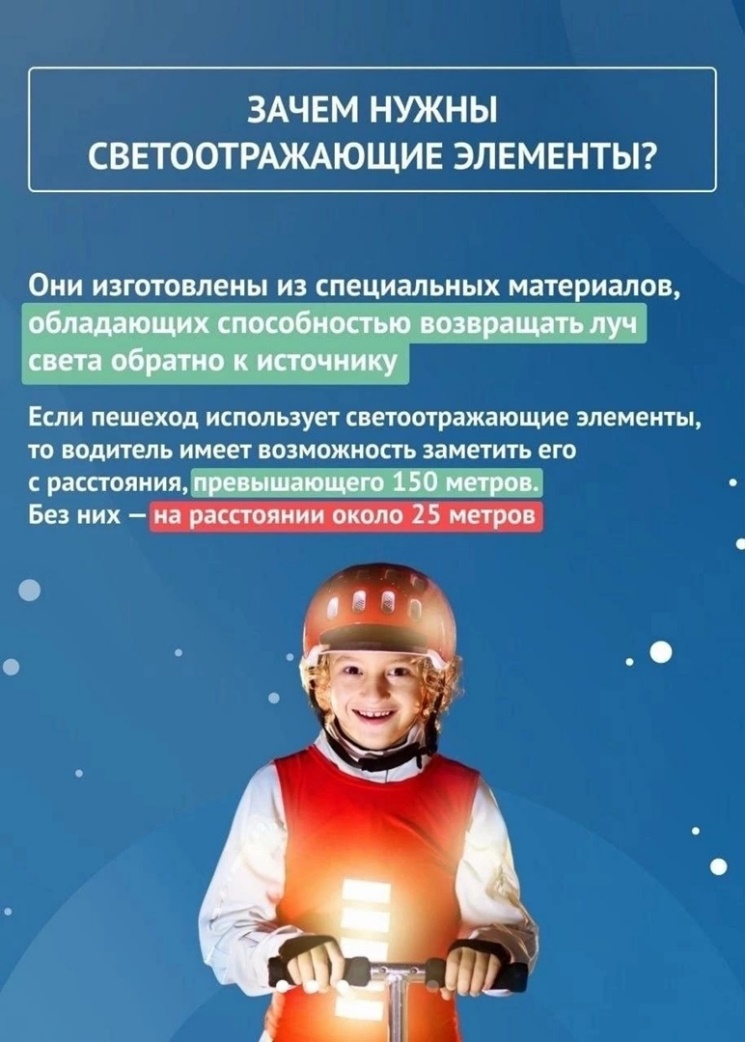 ЗАЧЕМ НУЖНЫ
СВЕТООТРАЖАЮЩИЕ ЭЛЕМЕНТЫ?
Они изготовлены из специальных материалов,
обладающих способностью возвращать луч
света обратно к источнику
Если пешеход использует светоотражающие элементы,
то водитель имеет возможность заметить его
с расстояния, превышающего 150 метров.
Без них — на расстоянии около 25 метров